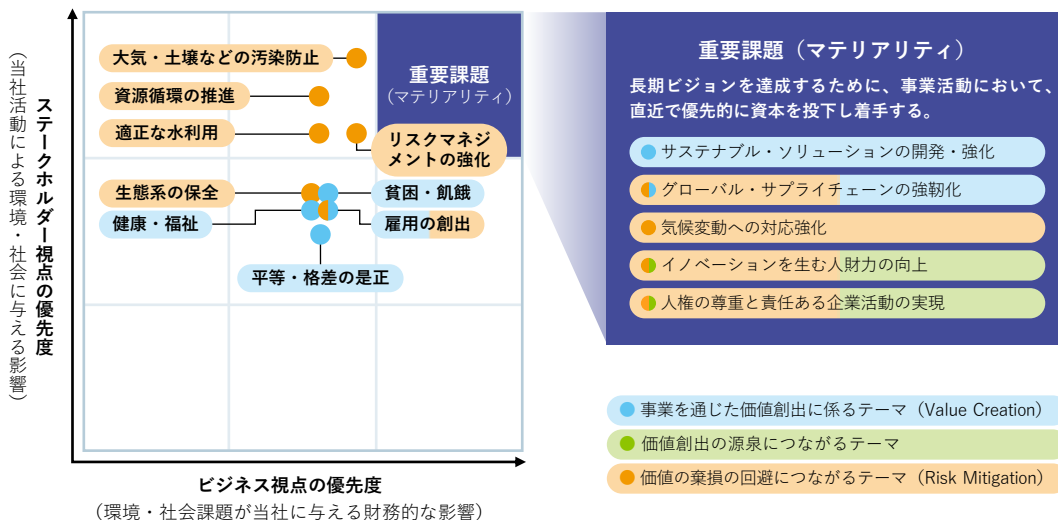 ステークホルダー視点の優先度
（当社活動による環境・社会に与える影響）
大気・土壌などの汚染防止
資源循環の推進
適正な水利用
重要課題
（マテリアリティ）
リスクマネジ
メントの強化
生態系の保全
貧困・飢餓
健康・福祉
雇用の創出
平等・格差の是正
ビジネス視点の優先度
（環境・社会課題が当社に与える財務的な影響）
重要課題（マテリアリティ）
長期ビジョンを達成するために、事業活動において、
直近で優先的に資本を投下し着手する。
サステナブル・ソリューションの開発・強化
グローバル・サプライチェーンの強靭化
気候変動への対応強化
イノベーションを生む人財力の向上
人権の尊重と責任ある企業活動の実現
事業を通じた価値創出に係るテーマ（Value Creation）
価値創出の源泉につながるテーマ
価値の棄損の回避につながるテーマ（Risk Mitigation）